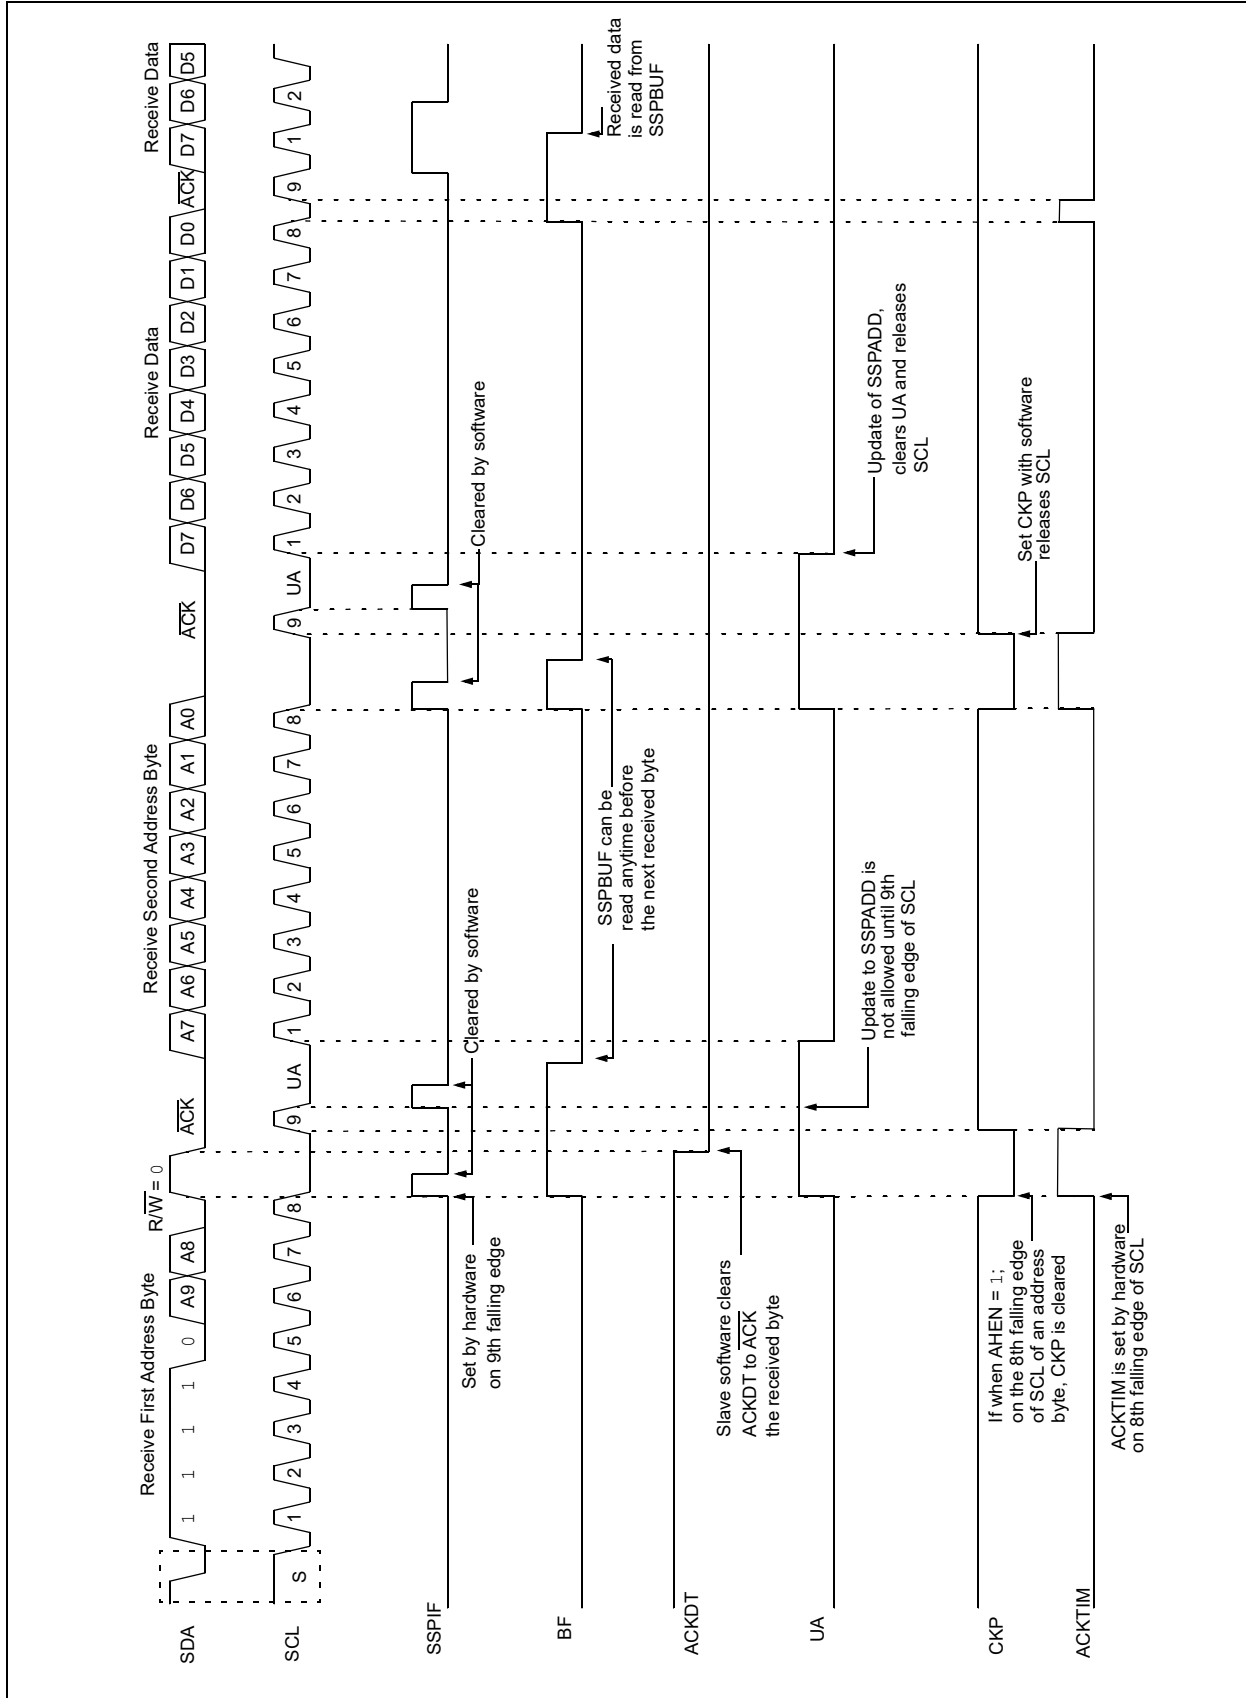 Receive First Address Byte
R/W = 0
Receive Second Address Byte
Receive Data
Receive Data
SDA
1 1 1 1 0 A9 A8
ACK
A7 A6 A5 A4 A3 A2 A1 A0
ACK
D7 D6 D5 D4 D3 D2 D1 D0
ACK
D7 D6 D5
SCL
S 1 2 3 4 5 6 7 8 9 UA 1 2 3 4 5 6 7 8 9 UA 1 2 3 4 5 6 7 8 9 1 2
SSPIF
Set by hardware
on 9th falling edge
Cleared by software
Cleared by software
BF
SSPBUF can be
read anytime before
the next received byte
Received data
is read from
SSPBUF
ACKDT
Slave software clears
ACKDT to ACK
the received byte
UA
Update to SSPADD is
not allowed until 9th
falling edge of SCL
Update of SSPADD,
clears UA and releases
SCL
CKP
If when AHEN = 1;
on the 8th falling edge
of SCL of an address
byte, CKP is cleared
Set CKP with software
releases SCL
ACKTIM
ACKTIM is set by hardware
on 8th falling edge of SCL